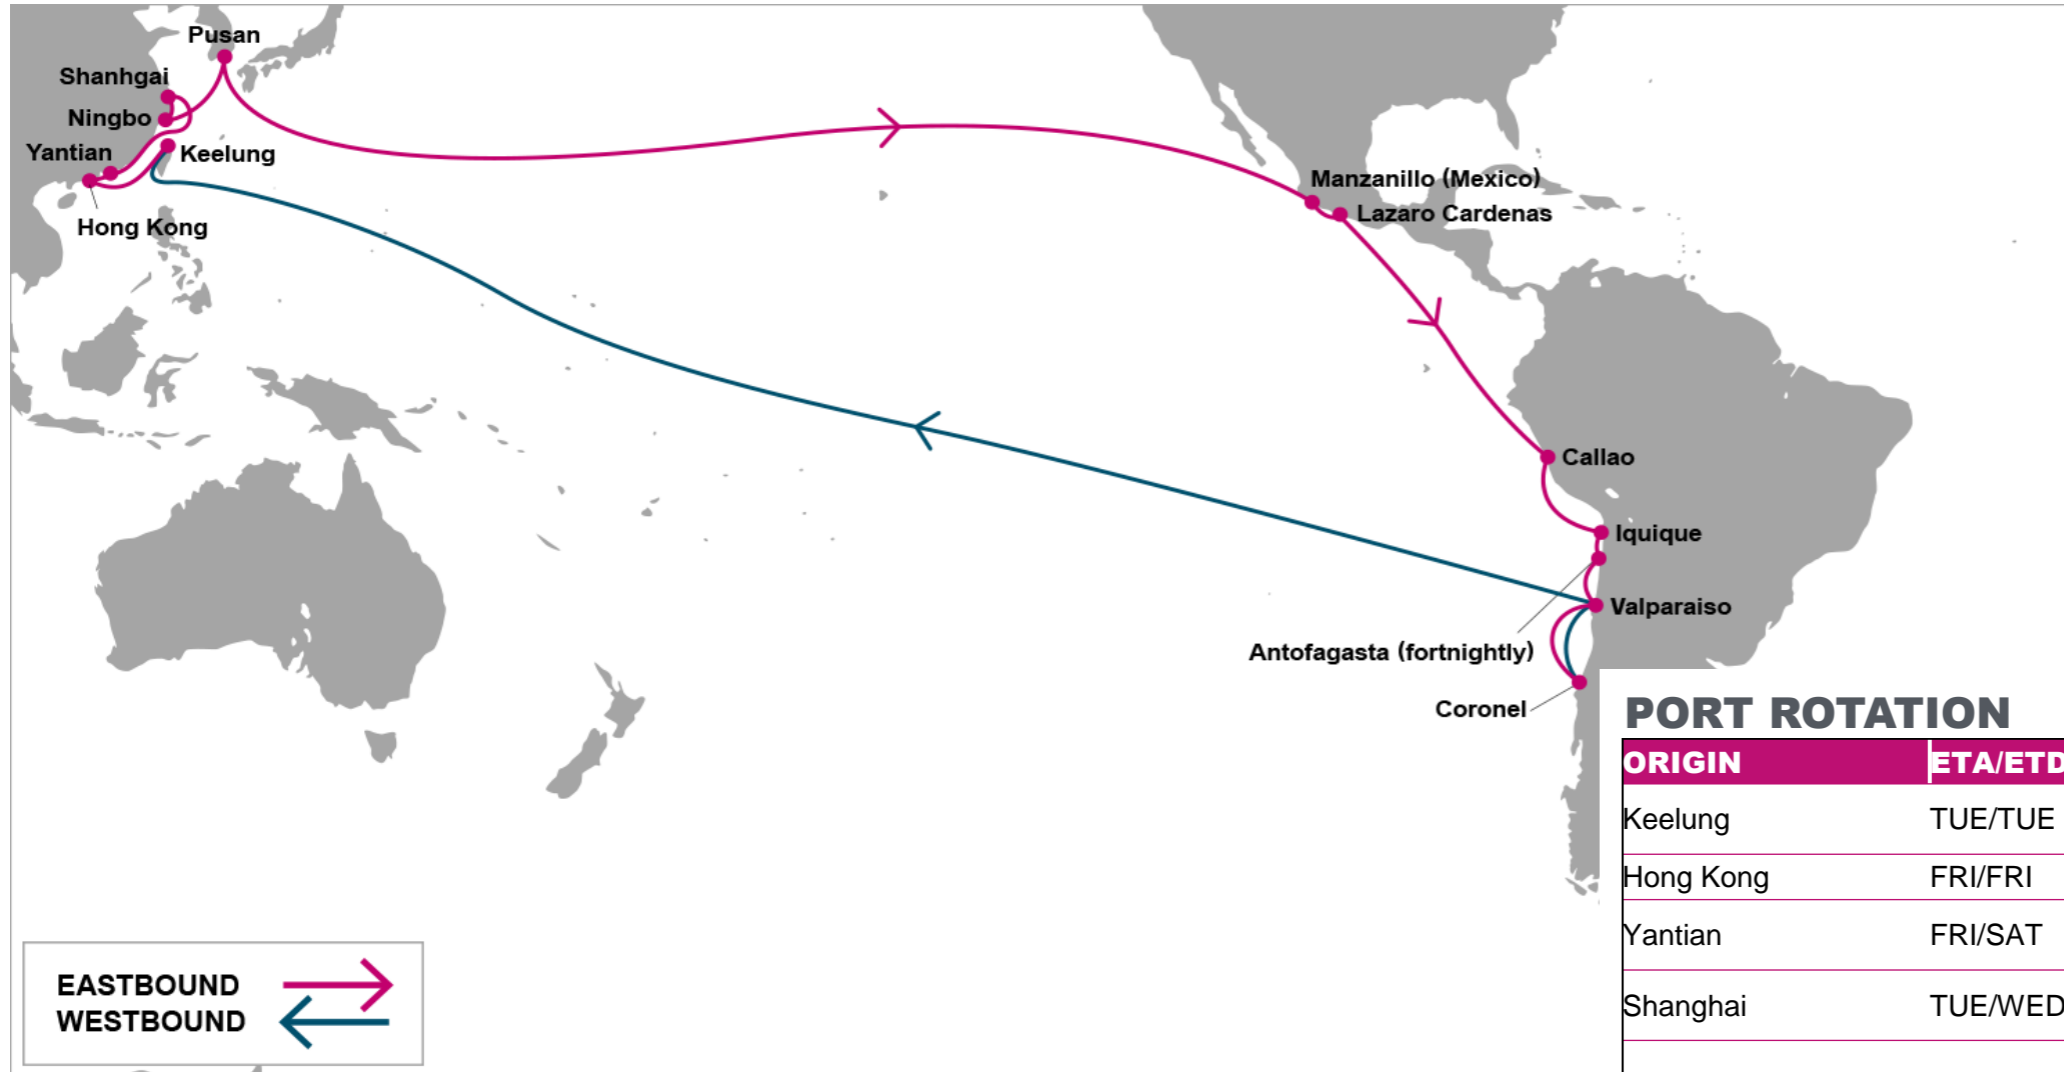 Pusan
Shanhgai
Ningbo
Yantian
Keelung
Hong Kong
Manzanillo (Mexico)
Lazaro Cardenas
Callao
Iquique
Valparaiso
Antofagasta (fortnightly)
Coronel
EASTBOUND
WESTBOUND
PORT ROTATION
ORIGIN ETA/ETD
Keelung TUE/TUE
Hong Kong FRI/FRI
Yantian FRI/SAT
Shanghai TUE/WED